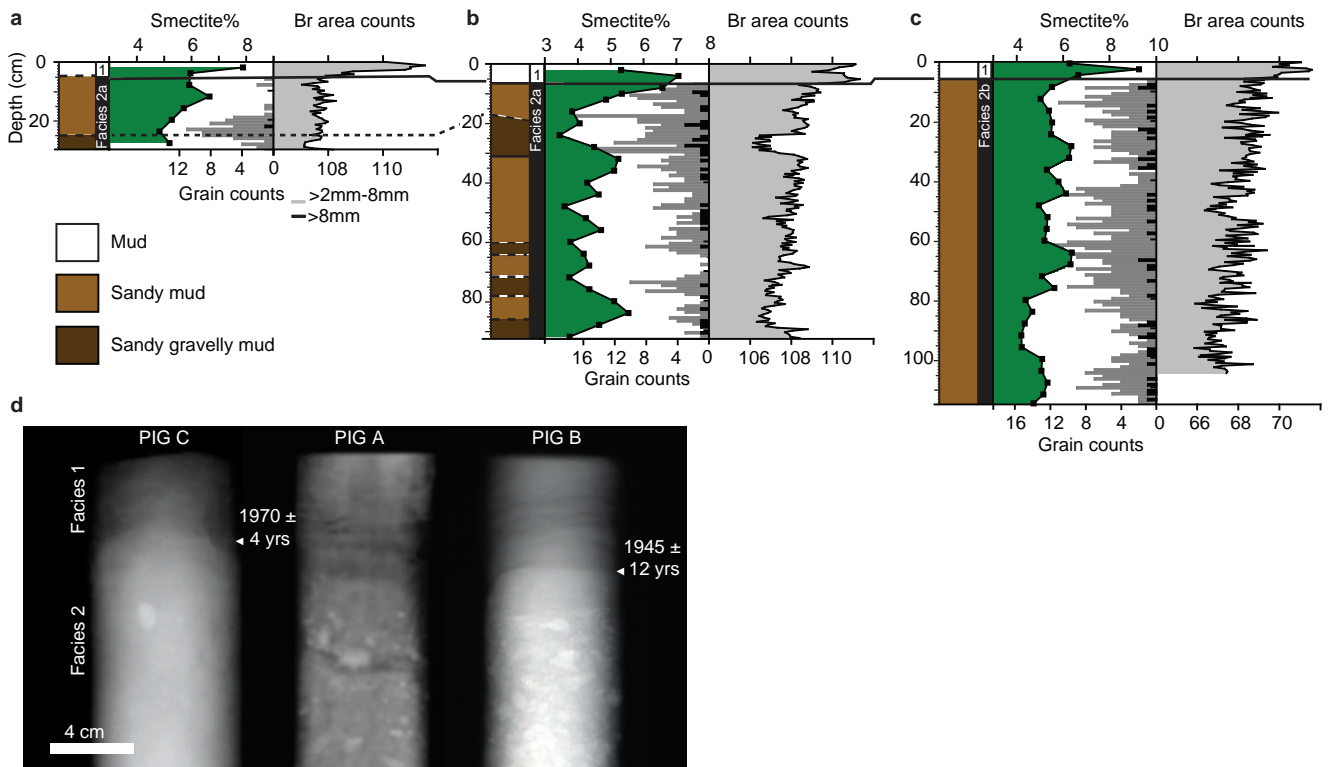 a
Smectite%
Br area counts
4 6 8
Depth (cm)
0
20
1
Facies 2a
12 8 4 0 108 110
Grain counts
>2mm-8mm
>8mm
b
Smectite%
Br area counts
3 4 5 6 7 8
0
20
40
60
80
1
Facies 2a
16 12 8 4 0 106 108 110
Grain counts
c
Smectite%
Br area counts
4 6 8 10
0
20
40
60
80
100
1
Facies 2b
16 12 8 4 0 66 68 70
Grain counts
Mud
Sandy mud
Sandy gravelly mud
d
PIG C PIG A PIG B
Facies 1
Facies 2
1970 ±
4 yrs
1945 ±
12 yrs
4 cm